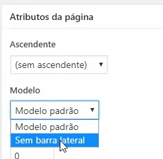 Atributos da página
Ascendente
(sem ascendente)
Modelo
Modelo padrão
Modelo padrão
Sem barra lateral
0